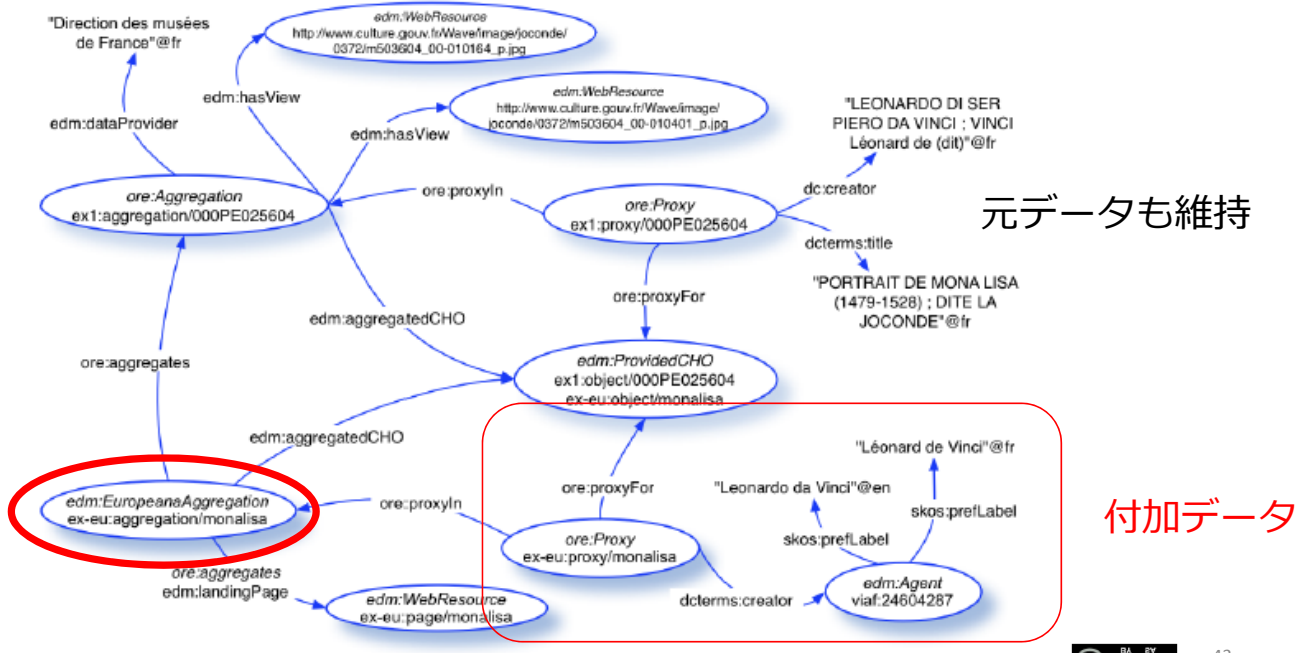 "Direction des musées
de France"@fr
edm:WebResource
http://www.culture.gouv.fr/Wave/image/joconde/
0372/m503604_00-010164_p.jpg
edm:hasView
edm:WebResource
http://www.culture.gouv.fr/Wave/image/
joconde/0372/m503604_00-010401_p.jpg
"LEONARDO DI SER
PIERO DA VINCI ; VINCI
Léonard de (dit)"@fr
edm:dataProvider
edm:hasView
ore:Aggregation
ex1:aggregation/000PE025604
ore:proxyIn
ore:Proxy
ex1:proxy/000PE025604
dc:creator
元データも維持
dcterms:title
"PORTRAIT DE MONA LISA
(1479-1528) ; DITE LA
JOCONDE"@fr
ore:proxyFor
edm:aggregatedCHO
ore:aggregates
edm:ProvidedCHO
ex1:object/000PE025604
ex-eu:object/monalisa
edm:aggregatedCHO
"Léonard de Vinci"@fr
edm:EuropeanaAggregation
ex-eu:aggregation/monalisa
ore:proxyIn
ore:proxyFor
"Leonardo da Vinci"@en
skos:prefLabel
付加データ
skos:prefLabel
ore:Proxy
ex-eu:proxy/monalisa
ore:aggregates
edm:landingPage
edm:WebResource
ex-eu:page/monalisa
dcterms:creator
edm:Agent
viaf:24604287